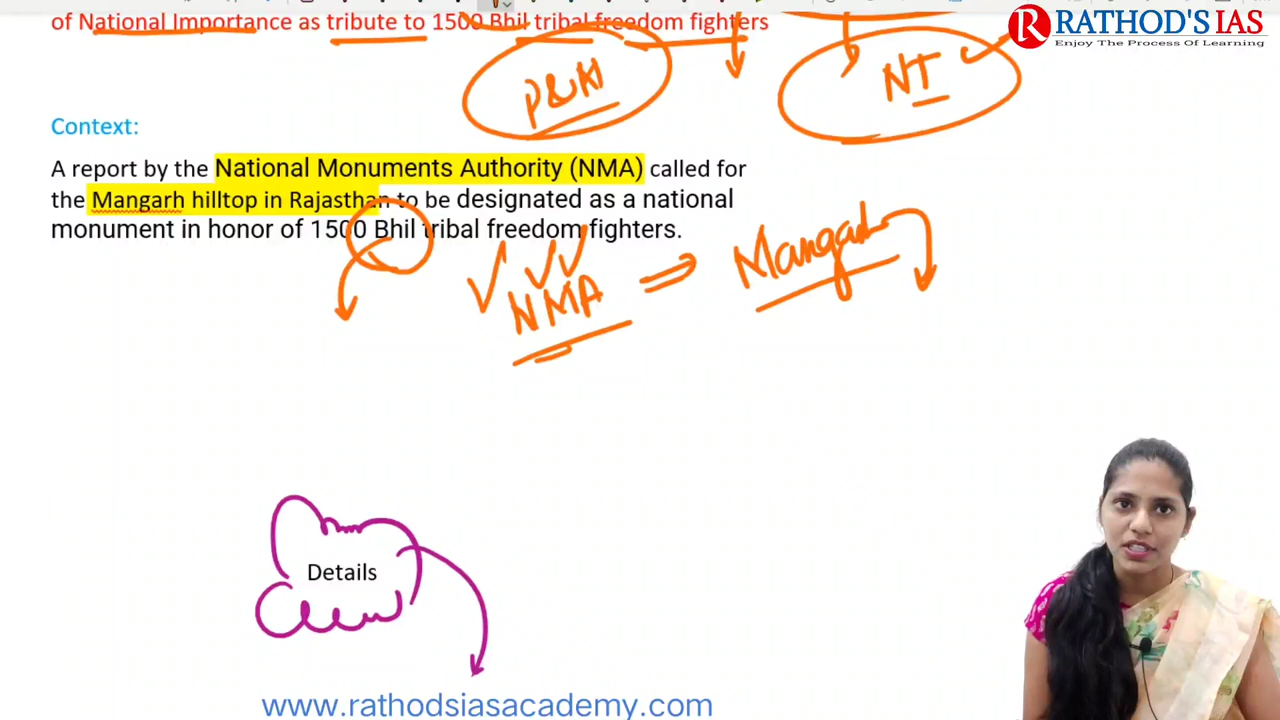 of National Importance as tribute to 1500 Bhil tribal freedom fighters
RATHOD'S IAS
Enjoy The Process Of Learning
NT
Context:
A report by the National Monuments Authority (NMA) called for
the Mangarh hilltop in Rajasthan to be designated as a national
monument in honor of 1500 Bhil tribal freedom fighters.
NMA ⇒ Mangarh
Details
www.rathodsiasacademy.com